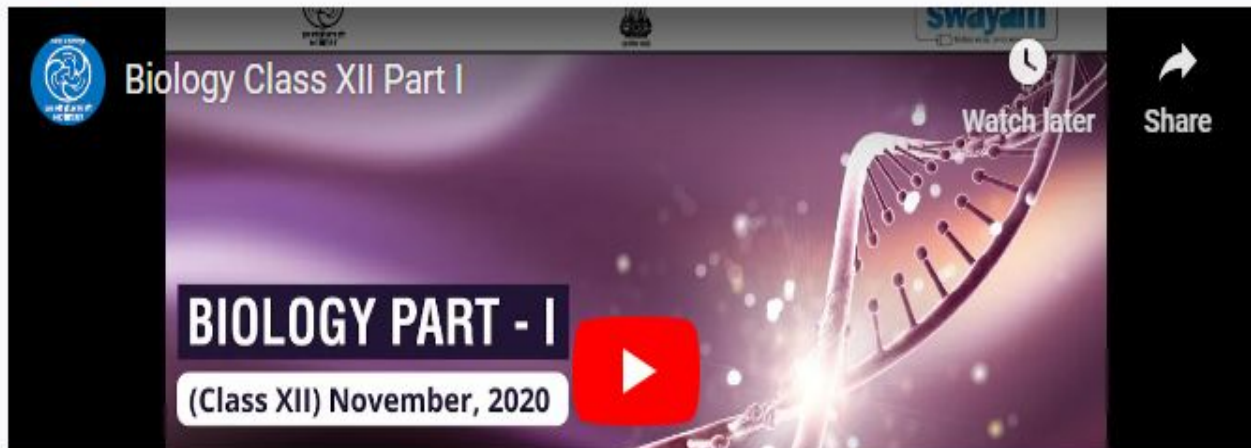 swayam
Biology Class XII Part I
Watch later
Share
BIOLOGY PART - I
(Class XII) November, 2020